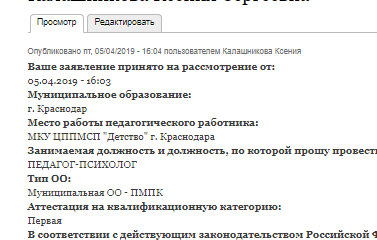 Просмотр
Редактировать
Опубликовано пт, 05/04/2019 - 16:04 пользователем Калашникова Ксения
Ваше заявление принято на рассмотрение от:
05.04.2019 - 16:03
Муниципальное образование:
г. Краснодар
Место работы педагогического работника:
МКУ ЦППМСП "Детство" г. Краснодара
Занимаемая должность и должность, по которой прошу
ПЕДАГОГ-ПСИХОЛОГ
Тип ОО:
Муниципальная ОО - ПМПК
Аттестация на квалификационную категорию:
Первая
В соответствии с действующим законодательством Российской